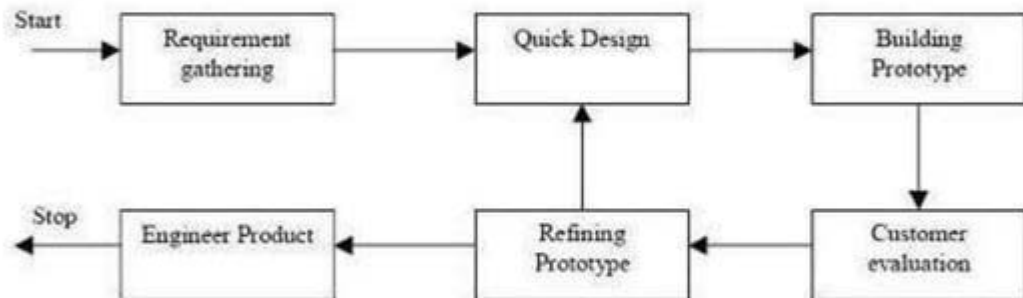 Start
Requirement
gathering
Quick Design
Building
Prototype
Stop
Engineer Product
Refining
Prototype
Customer
evaluation